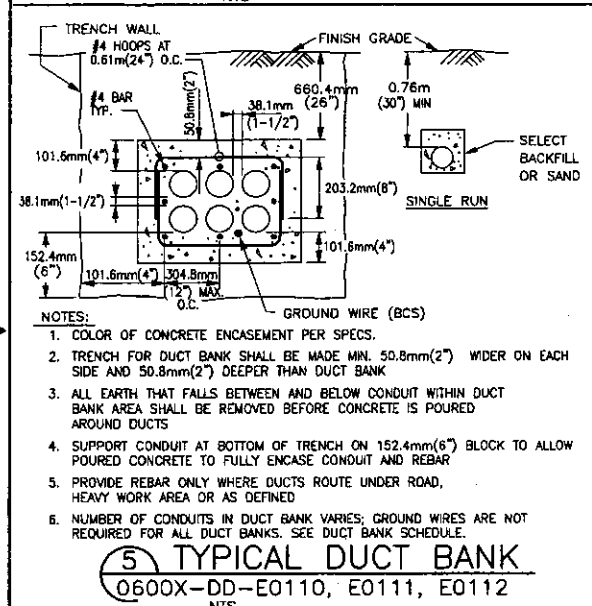 TRENCH WALL
#4 HOOPS AT
0.61m(24") O.C.
FINISH GRADE
#4 BAR
TYP.
50.8mm(2")
38.1mm
(1-1/2")
660.4mm
(26")
0.76m
(30") MIN
101.6mm(4")
SELECT
BACKFILL
OR SAND
203.2mm(8")
38.1mm(1-1/2")
SINGLE RUN
101.6mm(4")
152.4mm
(6")
101.6mm(4")
304.8mm
(12") MAX.
O.C.
GROUND WIRE (BCS)
NOTES:
1. COLOR OF CONCRETE ENCASEMENT PER SPECS.
2. TRENCH FOR DUCT BANK SHALL BE MADE MIN. 50.8mm(2") WIDER ON EACH
SIDE AND 50.8mm(2") DEEPER THAN DUCT BANK
3. ALL EARTH THAT FALLS BETWEEN AND BELOW CONDUIT WITHIN DUCT
BANK AREA SHALL BE REMOVED BEFORE CONCRETE IS POURED
AROUND DUCTS
4. SUPPORT CONDUIT AT BOTTOM OF TRENCH ON 152.4mm(6") BLOCK TO ALLOW
POURED CONCRETE TO FULLY ENCASE CONDUIT AND REBAR
5. PROVIDE REBAR ONLY WHERE DUCTS ROUTE UNDER ROAD,
HEAVY WORK AREA OR AS DEFINED
6. NUMBER OF CONDUITS IN DUCT BANK VARIES; GROUND WIRES ARE NOT
REQUIRED FOR ALL DUCT BANKS. SEE DUCT BANK SCHEDULE.
5 TYPICAL DUCT BANK
0600X-DD-E0110, E0111, E0112
NTS